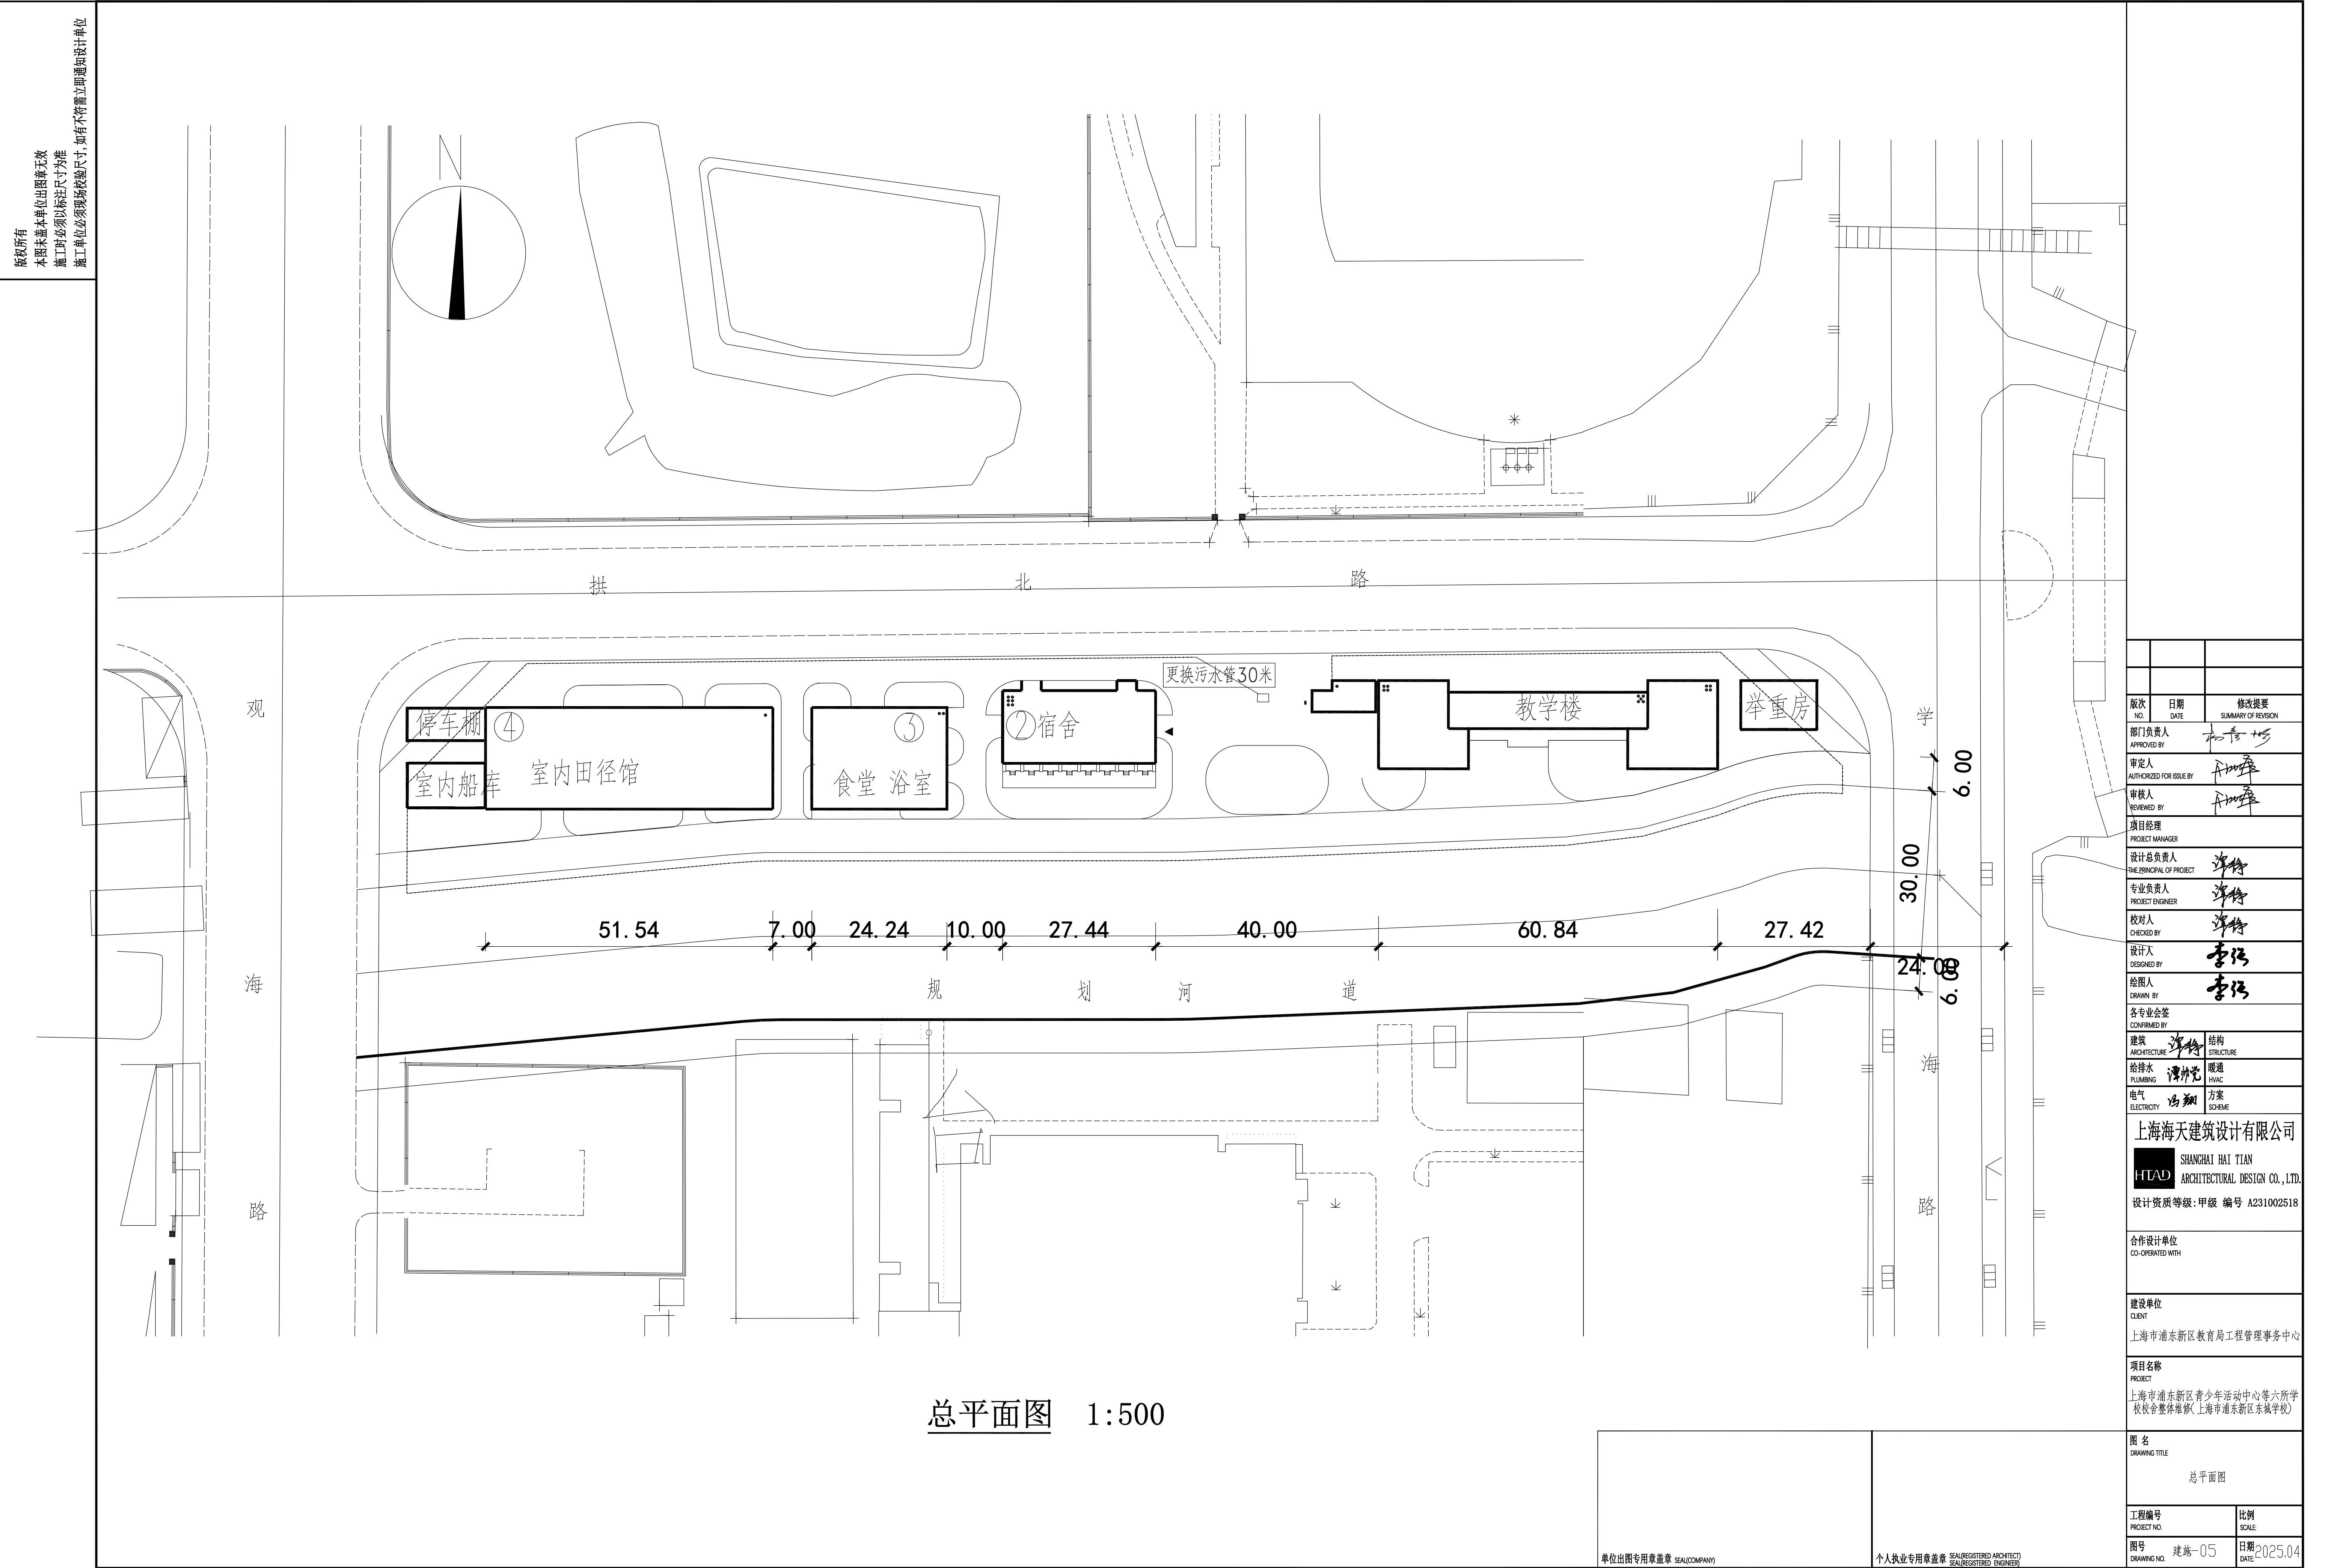 版权所有
本图未盖本单位出图章无效
施工时必须以标注尺寸为准
施工单位必须现场校验尺寸,如有不符需立即通知设计单位
N
拱 北 路
观 海 路
学 海 路
更换污水管30米
停车棚
④
室内船库
室内田径馆
③
食堂 浴室
②宿舍
教学楼
举重房
6.00
30.00
51.54
7.00
24.24
10.00
27.44
40.00
60.84
27.42
24.00
6.00
规 划 河 道
总平面图 1:500
单位出图专用章盖章 SEAL(COMPANY)
个人执业专用章盖章 SEAL(REGISTERED ARCHITECT)
SEAL(REGISTERED ENGINEER)
版次 日期 修改提要
NO. DATE SUMMARY OF REVISION
部门负责人
APPROVED BY
审定人
AUTHORIZED FOR ISSUE BY
审核人
REVIEWED BY
项目经理
PROJECT MANAGER
设计总负责人
THE PRINCIPAL OF PROJECT
专业负责人
PROJECT ENGINEER
校对人
CHECKED BY
设计人
DESIGNED BY
绘图人
DRAWN BY
各专业会签
CONFIRMED BY
建筑 结构
ARCHITECTURE STRUCTURE
给排水 暖通
PLUMBING HVAC
电气 方案
ELECTRICITY SCHEME
上海海天建筑设计有限公司
HTAD
SHANGHAI HAI TIAN
ARCHITECTURAL DESIGN CO.,LTD.
设计资质等级:甲级 编号 A231002518
合作设计单位
CO-OPERATED WITH
建设单位
CLIENT
上海市浦东新区教育局工程管理事务中心
项目名称
PROJECT
上海市浦东新区青少年活动中心等六所学
校校舍整体维修(上海市浦东新区东城学校)
图 名
DRAWING TITLE
总平面图
工程编号 比例
PROJECT NO. SCALE:
图号 建施-05 日期 2025.04
DRAWING NO. DATE: